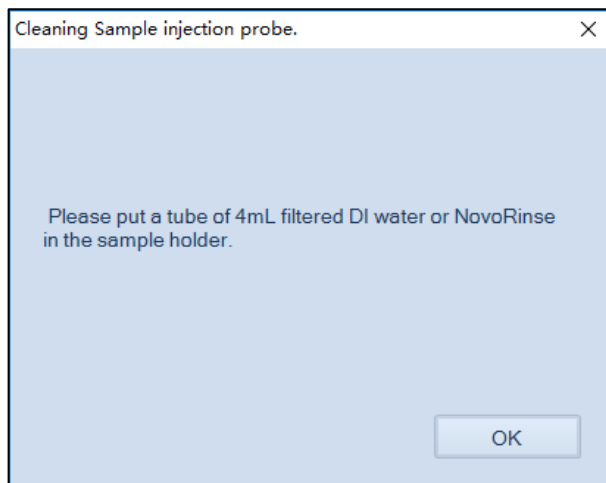 Cleaning Sample injection probe.
Please put a tube of 4mL filtered DI water or NovoRinse
in the sample holder.
OK